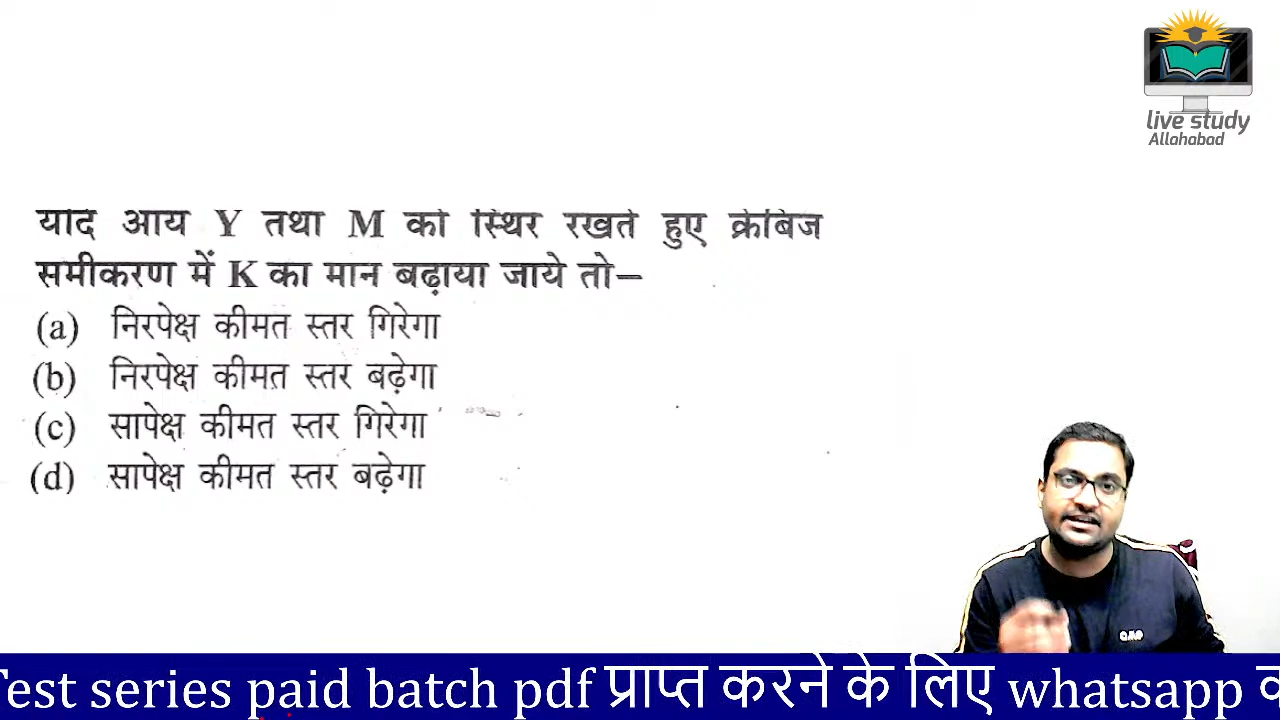 live study
Allahabad
यदि आय Y तथा M को स्थिर रखते हुए क्रेंबिज
समीकरण में K का मान बढ़ाया जाये तो–
(a) निरपेक्ष कीमत स्तर गिरेगा
(b) निरपेक्ष कीमत स्तर बढ़ेगा
(c) सापेक्ष कीमत स्तर गिरेगा
(d) सापेक्ष कीमत स्तर बढ़ेगा
Test series paid batch pdf प्राप्त करने के लिए whatsapp